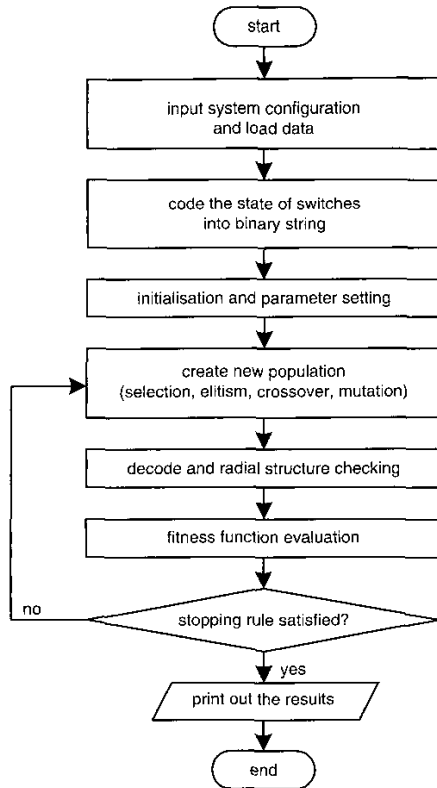 start
input system configuration
and load data
code the state of switches
into binary string
initialisation and parameter setting
create new population
(selection, elitism, crossover, mutation)
decode and radial structure checking
fitness function evaluation
no
stopping rule satisfied?
yes
print out the results
end